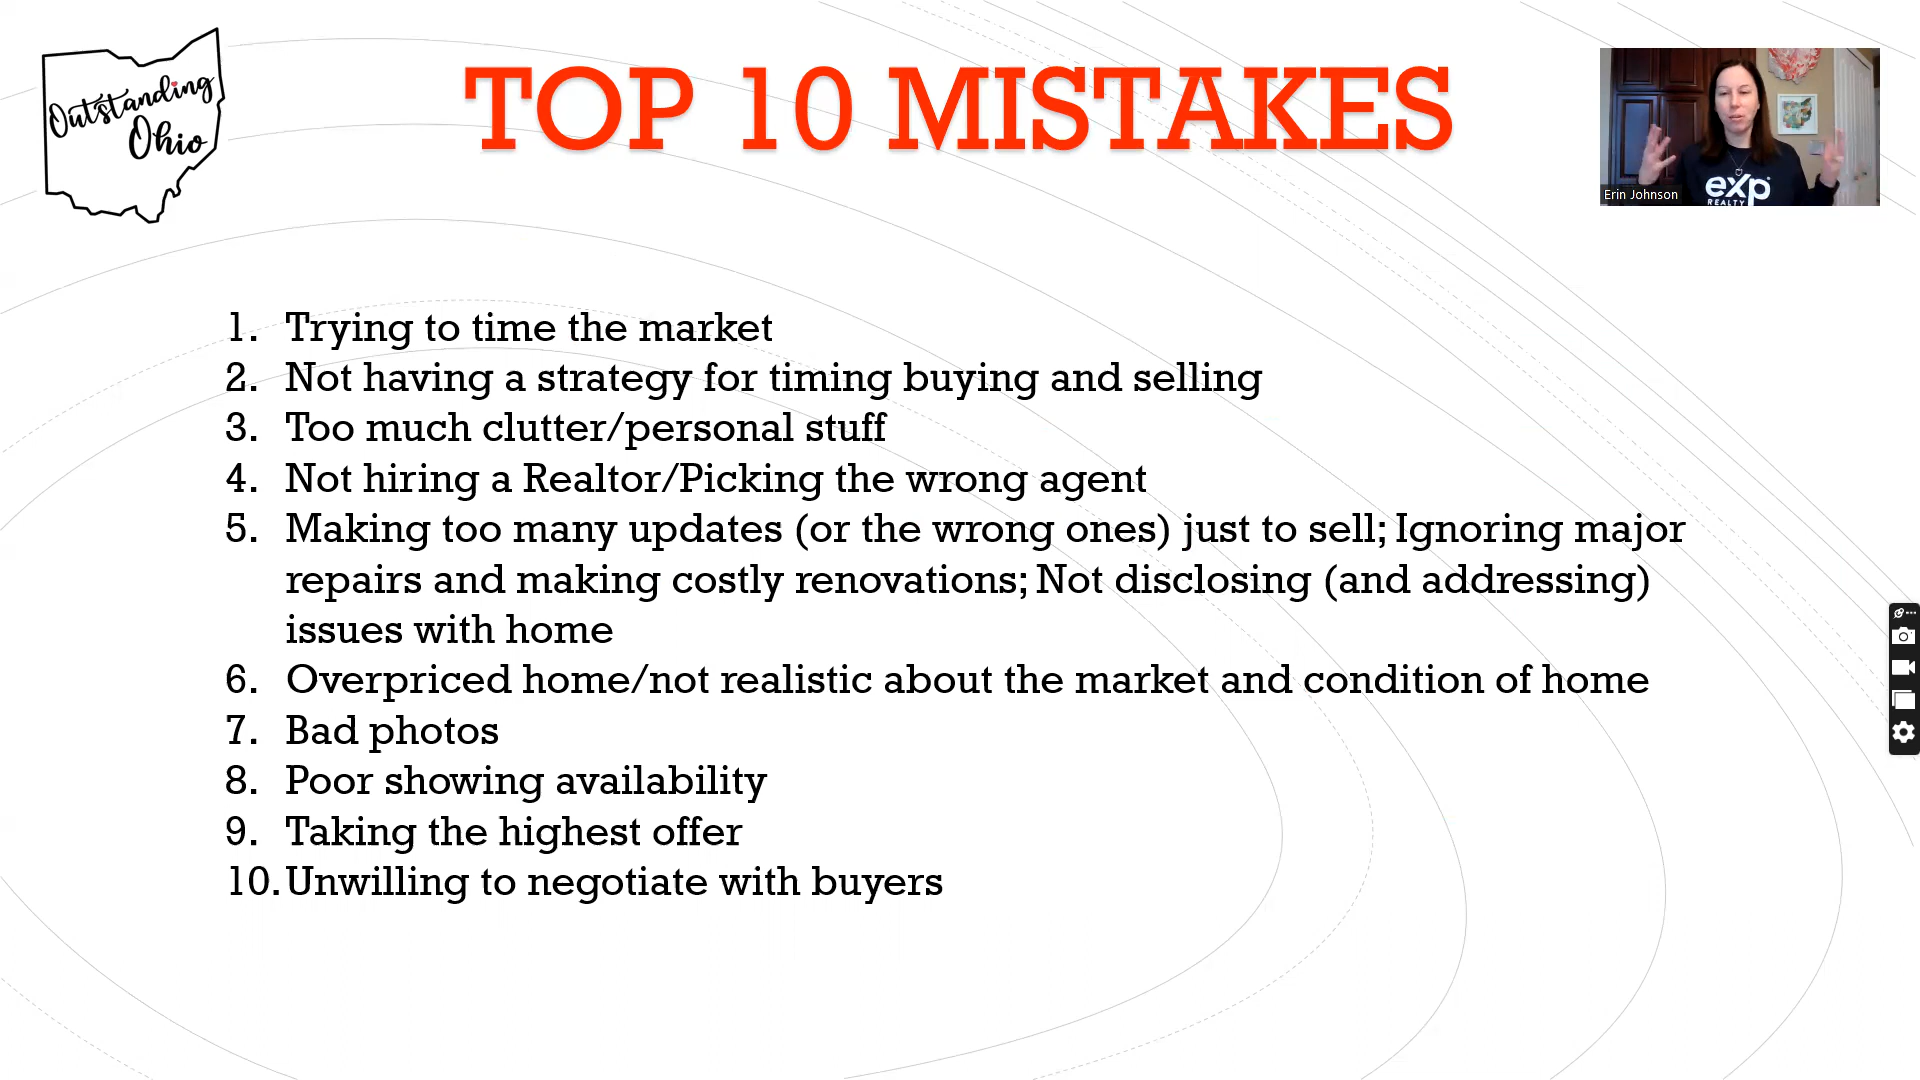 Outstanding
Ohio
TOP 10 MISTAKES
eXp
REALTY
Erin Johnson
1. Trying to time the market
2. Not having a strategy for timing buying and selling
3. Too much clutter/personal stuff
4. Not hiring a Realtor/Picking the wrong agent
5. Making too many updates (or the wrong ones) just to sell; Ignoring major
repairs and making costly renovations; Not disclosing (and addressing)
issues with home
6. Overpriced home/not realistic about the market and condition of home
7. Bad photos
8. Poor showing availability
9. Taking the highest offer
10. Unwilling to negotiate with buyers